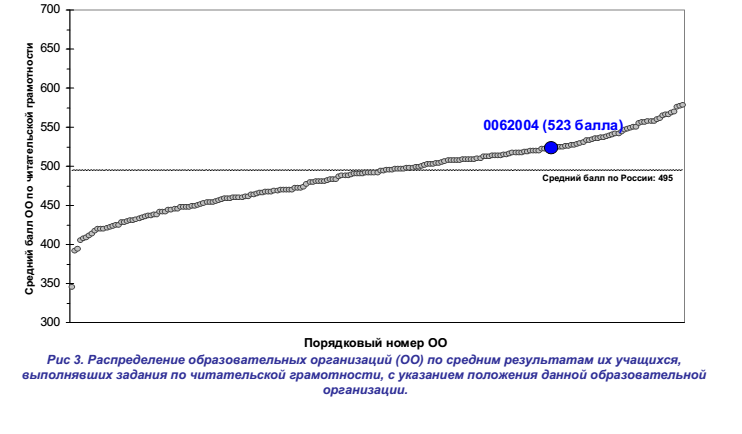 700
650
600
550
500
450
400
350
300
Средний балл ОО по читательской грамотности
0062004 (523 балла)
Средний балл по России: 495
Порядковый номер ОО
Рис 3. Распределение образовательных организаций (ОО) по средним результатам их учащихся,
выполнявших задания по читательской грамотности, с указанием положения данной образовательной
организации.